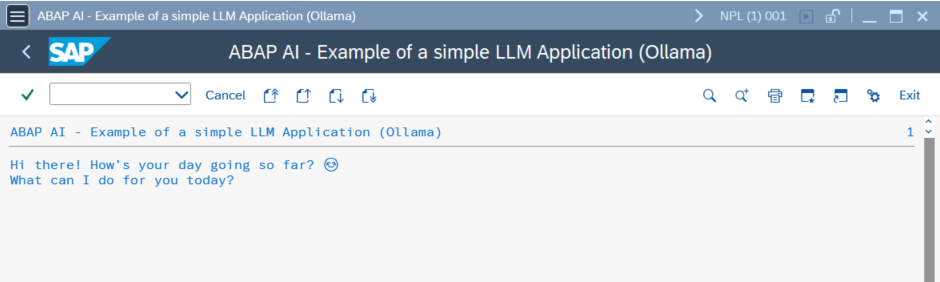 ABAP AI - Example of a simple LLM Application (Ollama)
NPL (1) 001
SAP
ABAP AI - Example of a simple LLM Application (Ollama)
Cancel
Exit
ABAP AI - Example of a simple LLM Application (Ollama) 1
Hi there! How's your day going so far? 😊
What can I do for you today?